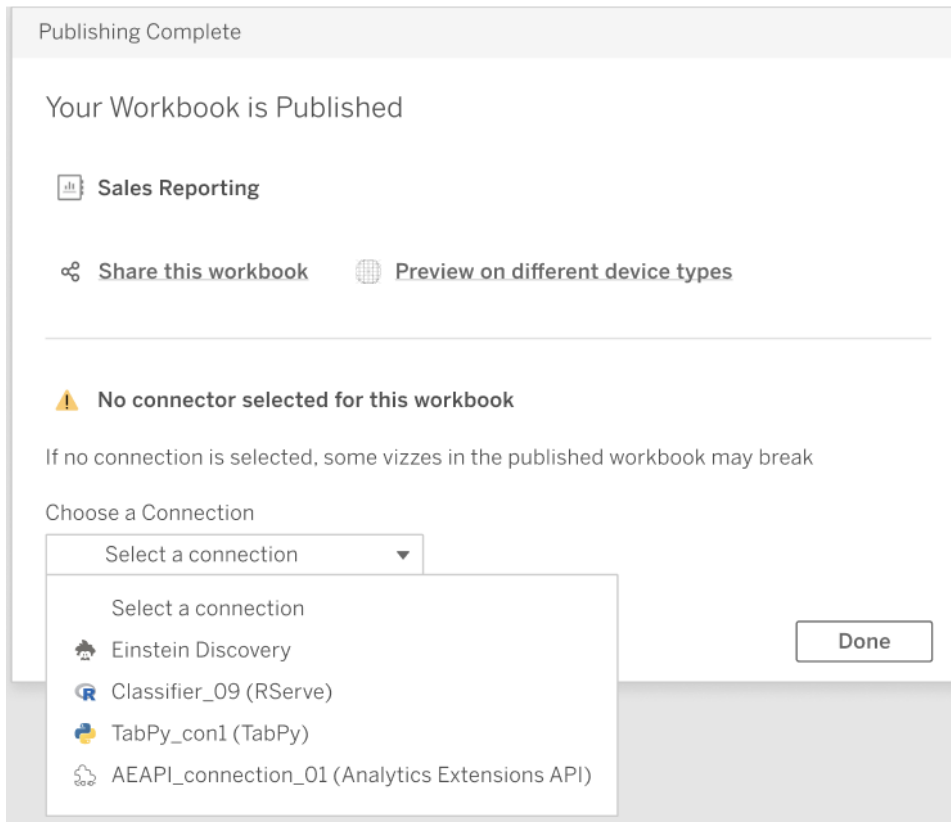 Publishing Complete
Your Workbook is Published
Sales Reporting
Share this workbook Preview on different device types
No connector selected for this workbook
If no connection is selected, some vizzes in the published workbook may break
Choose a Connection
Select a connection
Select a connection
Einstein Discovery
Done
Classifier_09 (RServe)
TabPy_con1 (TabPy)
AEAPI_connection_01 (Analytics Extensions API)